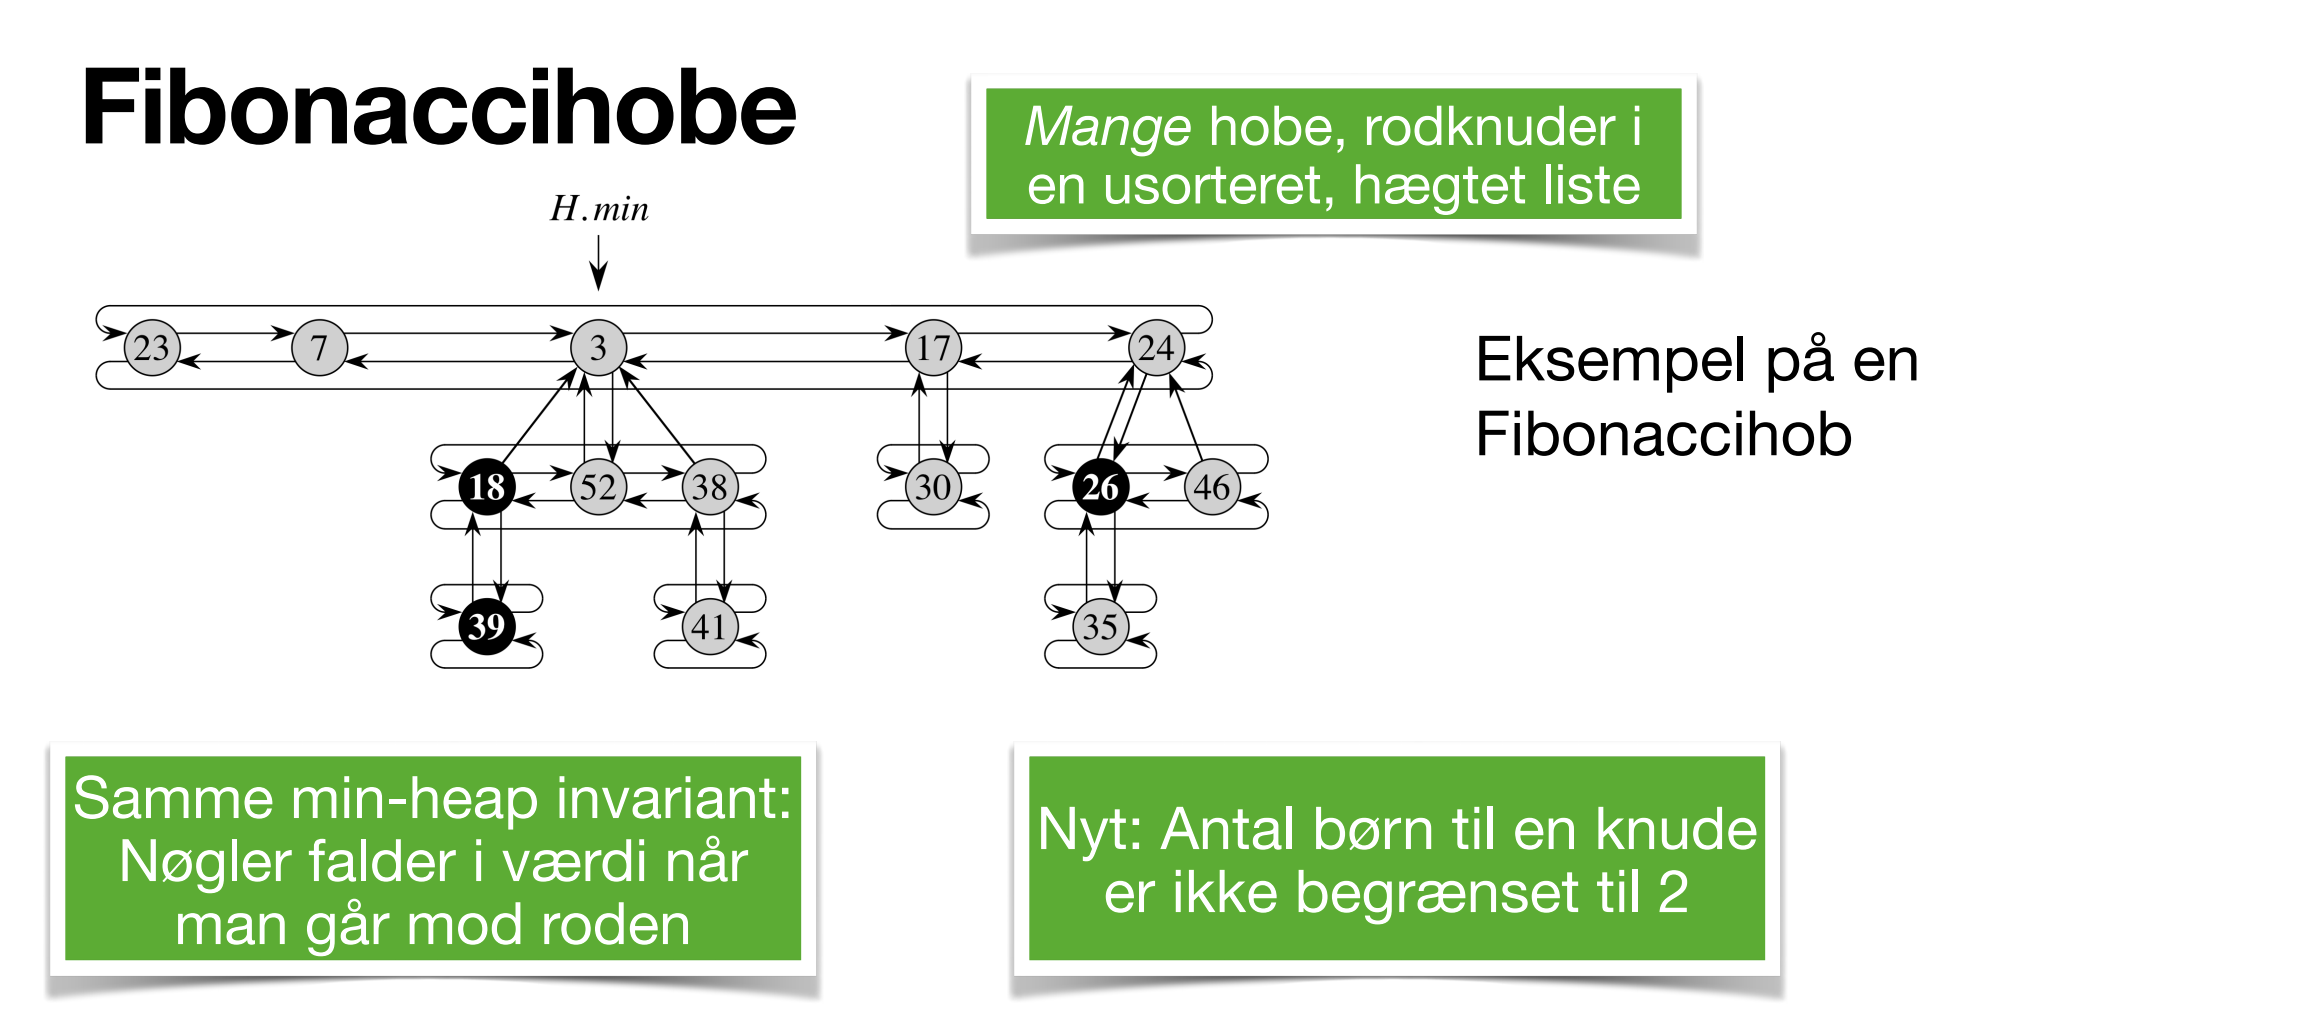 Fibonaccihobe
Mange hobe, rodknuder i
en usorteret, hægtet liste
H.min
23 7 3 17 24
Eksempel på en
Fibonaccihob
18 52 38 30 26 46
39 41 35
Samme min-heap invariant:
Nøgler falder i værdi når
man går mod roden
Nyt: Antal børn til en knude
er ikke begrænset til 2